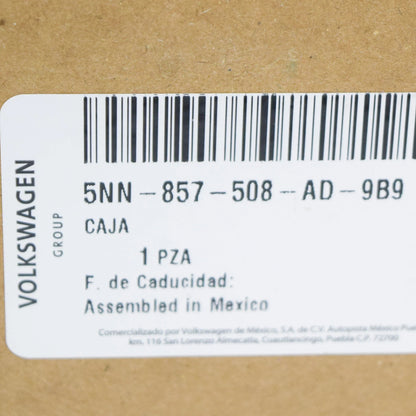 VOLKSWAGEN
GROUP
5NN-857-508-AD-9B9
CAJA
1 PZA
F. de Caducidad:
Assembled in Mexico
Comercializado por Volkswagen de México, S.A. de C.V. Autopista México Pue
km. 116 San Lorenzo Almecatla, Cuautlancingo, Puebla C.P. 72700